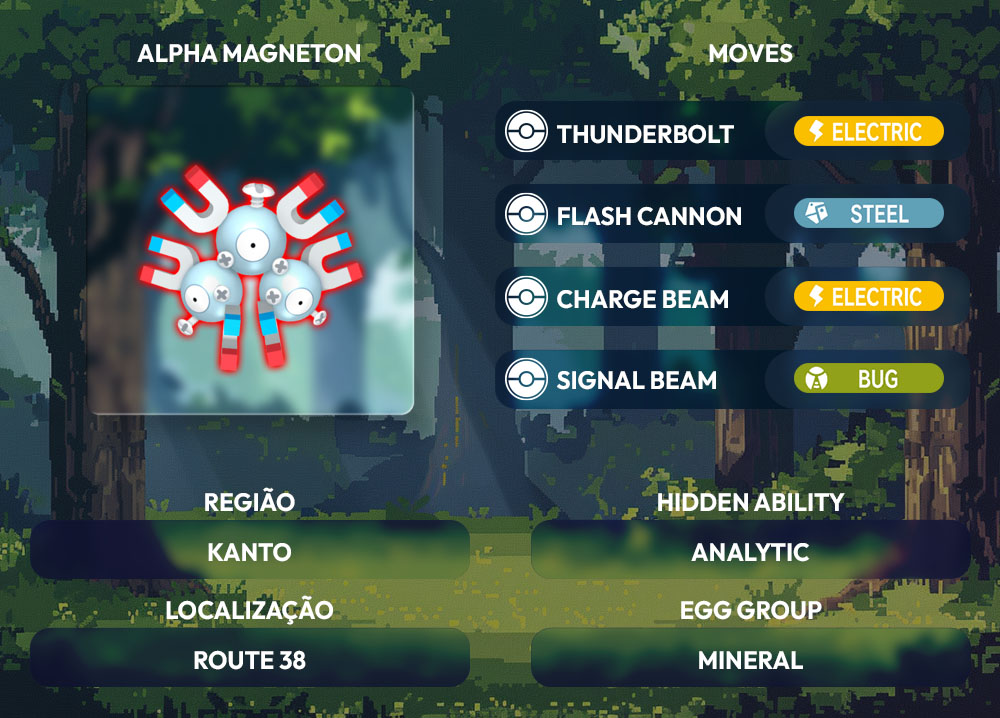 ALPHA MAGNETON
MOVES
THUNDERBOLT ELECTRIC
FLASH CANNON STEEL
CHARGE BEAM ELECTRIC
SIGNAL BEAM BUG
REGIÃO
KANTO
HIDDEN ABILITY
ANALYTIC
LOCALIZAÇÃO
ROUTE 38
EGG GROUP
MINERAL